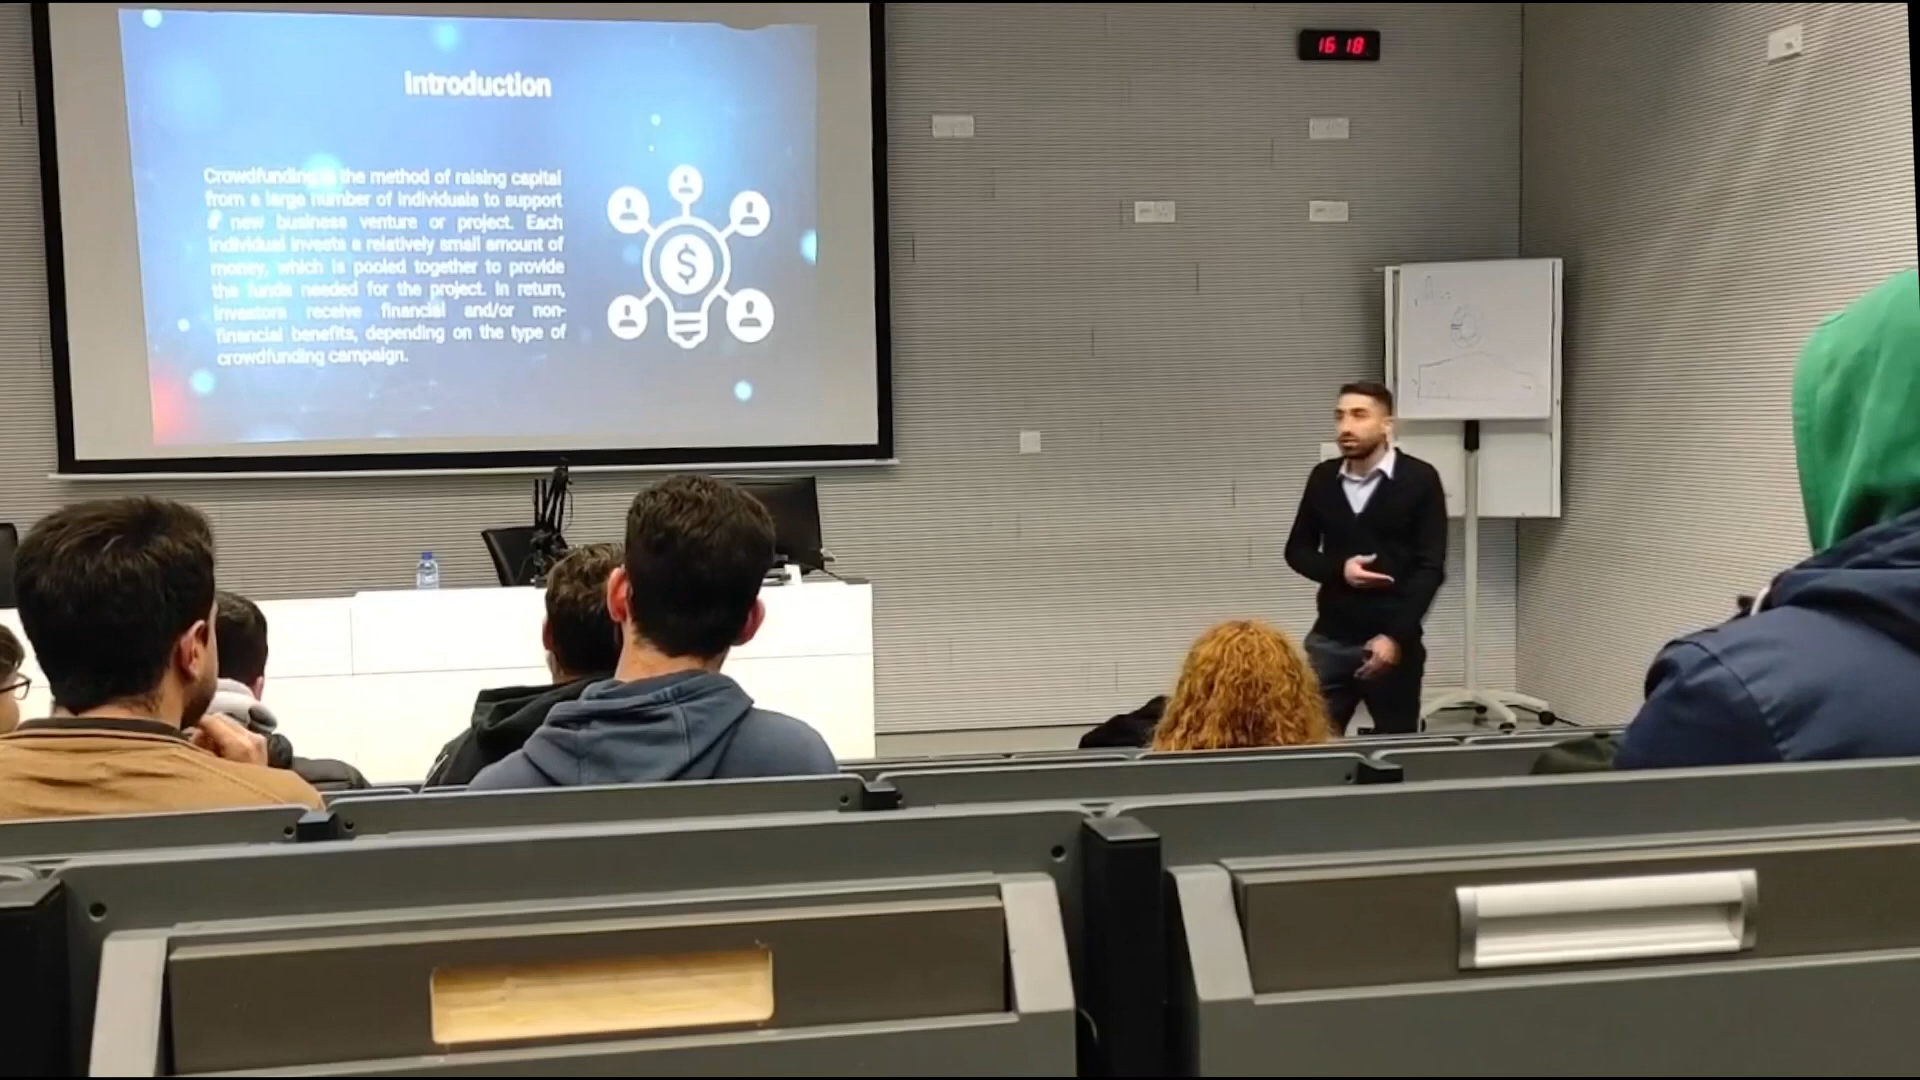 Introduction
16 18
Crowdfunding is the method of raising capital
from a large number of individuals to support
a new business venture or project. Each
individual invests a relatively small amount of
money, which is pooled together to provide
the funds needed for the project. In return,
investors receive financial and/or non-
financial benefits, depending on the type of
crowdfunding campaign.
$